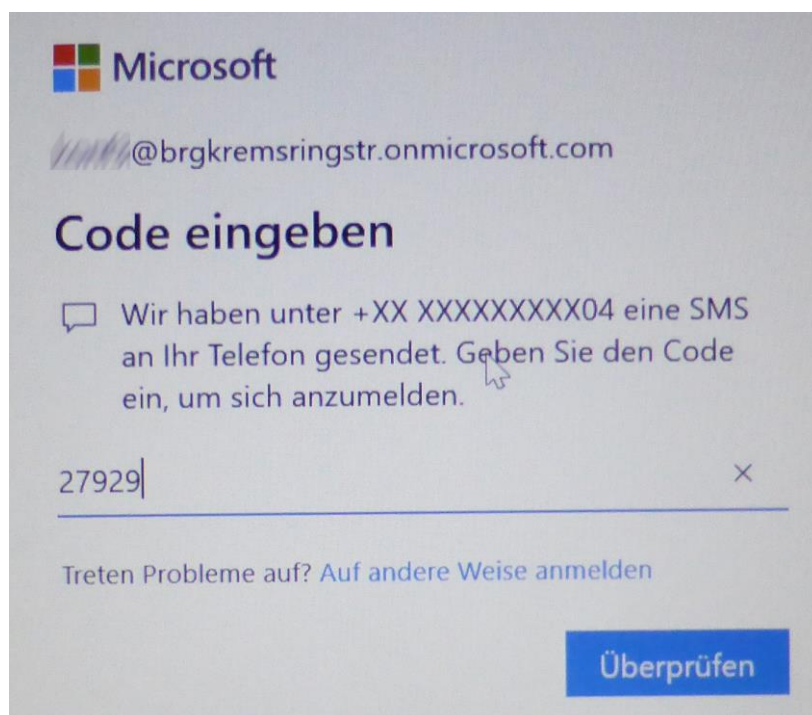 Microsoft
@brgkremsringstr.onmicrosoft.com
Code eingeben
Wir haben unter +XX XXXXXXXXX04 eine SMS
an Ihr Telefon gesendet. Geben Sie den Code
ein, um sich anzumelden.
27929
Treten Probleme auf? Auf andere Weise anmelden
Überprüfen